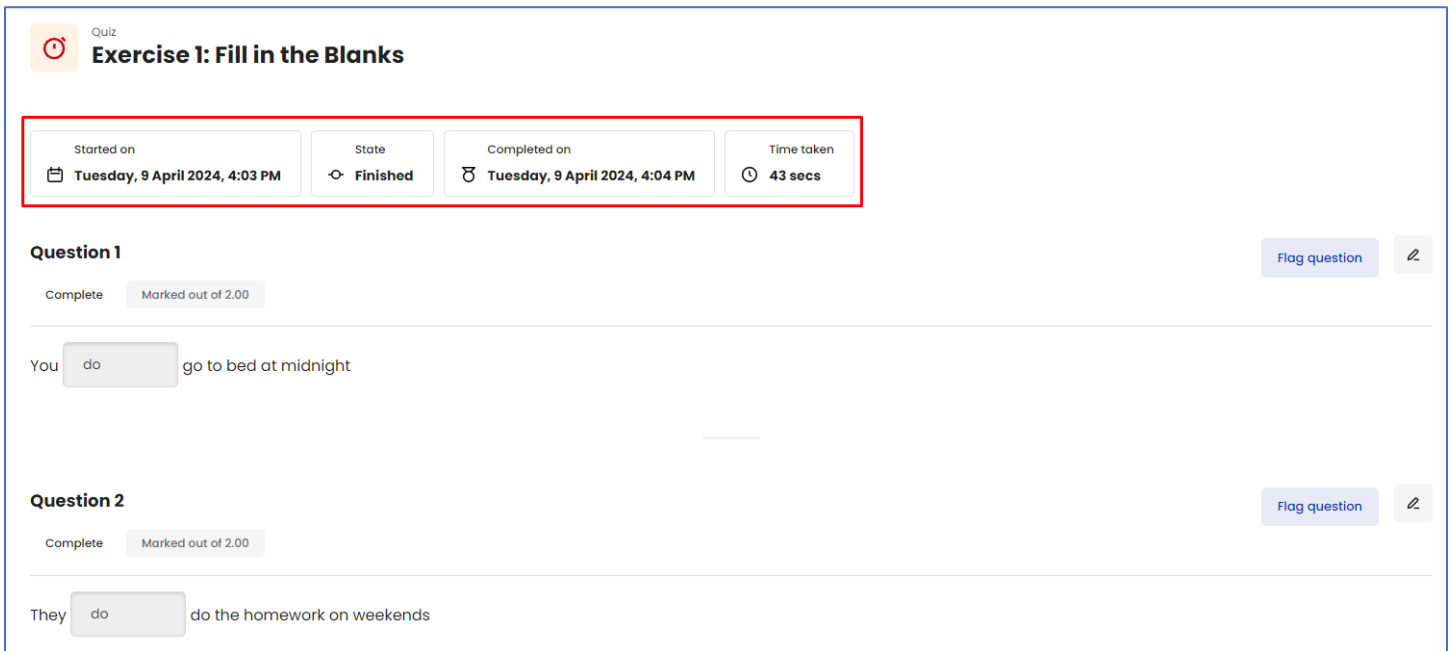 Quiz
Exercise 1: Fill in the Blanks
Started on
Tuesday, 9 April 2024, 4:03 PM
State
Finished
Completed on
Tuesday, 9 April 2024, 4:04 PM
Time taken
43 secs
Question 1
Flag question
Complete
Marked out of 2.00
You do go to bed at midnight
Question 2
Flag question
Complete
Marked out of 2.00
They do do the homework on weekends